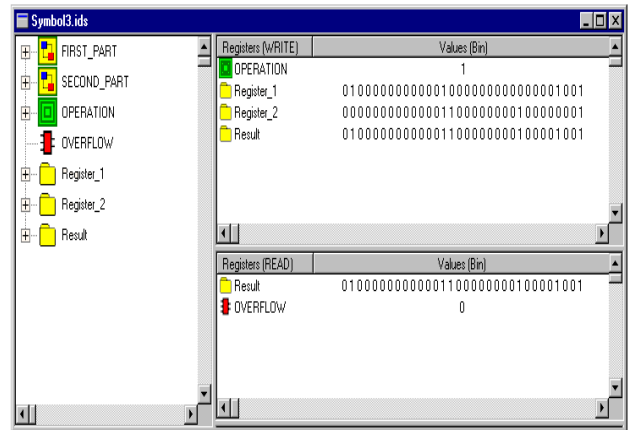 Symbol3.ids
FIRST_PART
SECOND_PART
OPERATION
OVERFLOW
Register_1
Register_2
Result
Registers (WRITE) Values (Bin)
OPERATION 1
Register_1 01000000000001000000000000001001
Register_2 00000000000001100000000100000001
Result 01000000000001100000000100001001
Registers (READ) Values (Bin)
Result 01000000000001100000000100001001
OVERFLOW 0